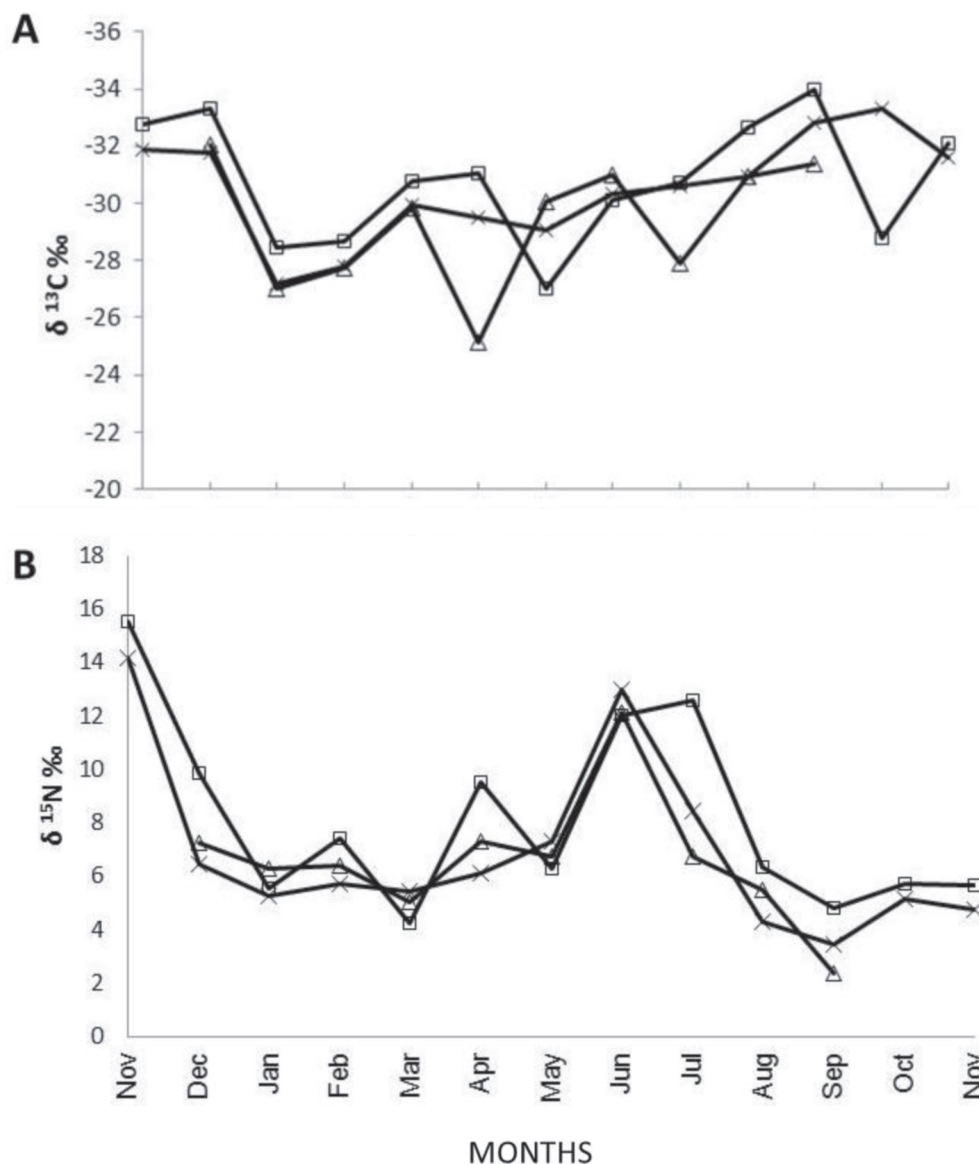 A
-36
-34
-32
-30
-28
-26
-24
-22
-20
δ ¹³C ‰
B
18
16
14
12
10
8
6
4
2
0
δ ¹⁵N ‰
Nov
Dec
Jan
Feb
Mar
Apr
May
Jun
Jul
Aug
Sep
Oct
Nov
MONTHS